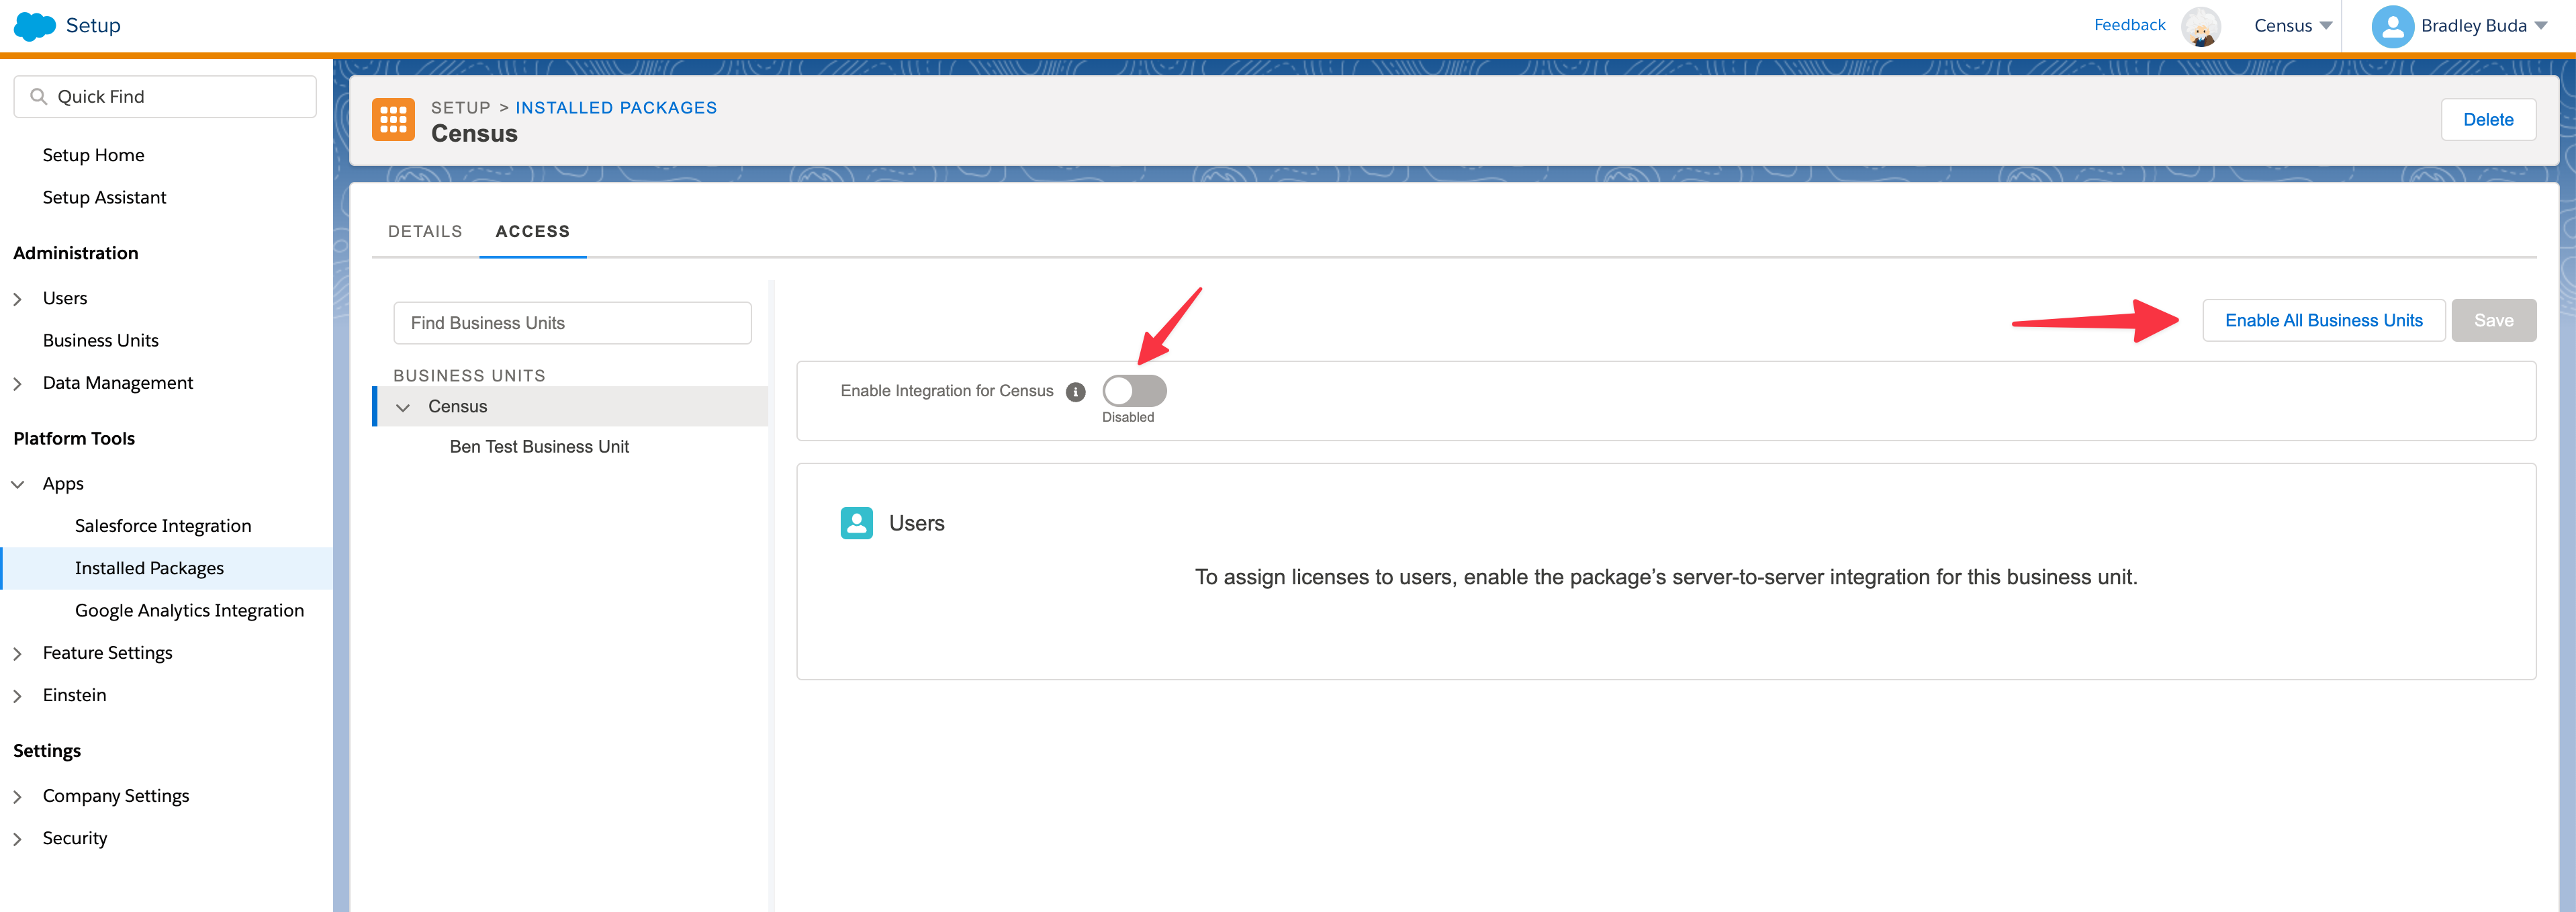 Setup
Feedback
Census
Bradley Buda
Quick Find
Setup Home
Setup Assistant
Administration
Users
Business Units
Data Management
Platform Tools
Apps
Salesforce Integration
Installed Packages
Google Analytics Integration
Feature Settings
Einstein
Settings
Company Settings
Security
SETUP > INSTALLED PACKAGES
Census
Delete
DETAILS
ACCESS
Find Business Units
BUSINESS UNITS
Census
Ben Test Business Unit
Enable All Business Units
Save
Enable Integration for Census
Disabled
Users
To assign licenses to users, enable the package’s server-to-server integration for this business unit.